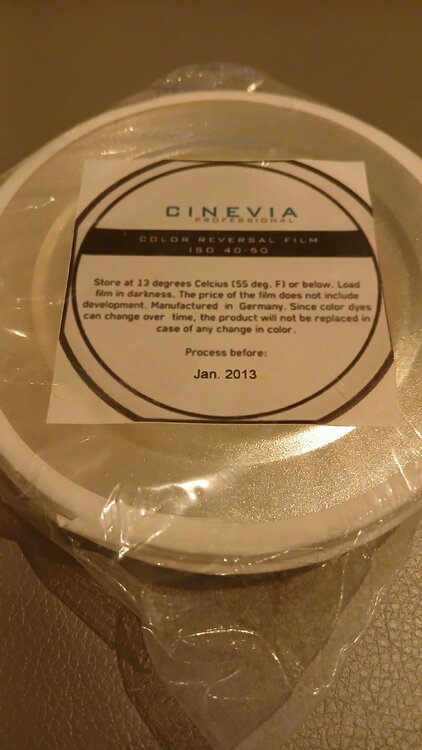 CINEVIA
PROFESSIONAL
COLOR REVERSAL FILM
ISO 40-50
Store at 13 degrees Celcius (55 deg. F) or below. Load
film in darkness. The price of the film does not include
development. Manufactured in Germany. Since color dyes
can change over time, the product will not be replaced in
case of any change in color.
Process before:
Jan. 2013